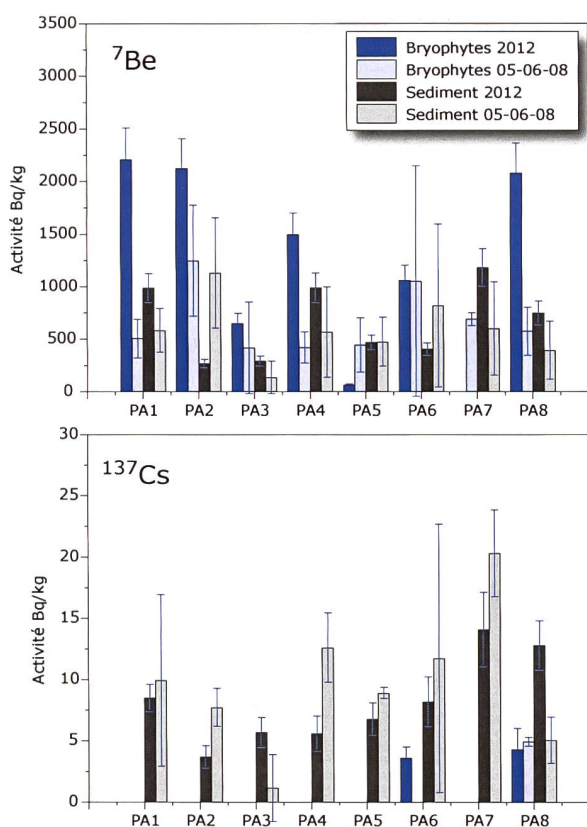 3500
3000
2500
2000
1500
1000
500
0
Activité Bq/kg
⁷Be
Bryophytes 2012
Bryophytes 05-06-08
Sediment 2012
Sediment 05-06-08
PA1 PA2 PA3 PA4 PA5 PA6 PA7 PA8
30
25
20
15
10
5
0
Activité Bq/kg
¹³⁷Cs
PA1 PA2 PA3 PA4 PA5 PA6 PA7 PA8